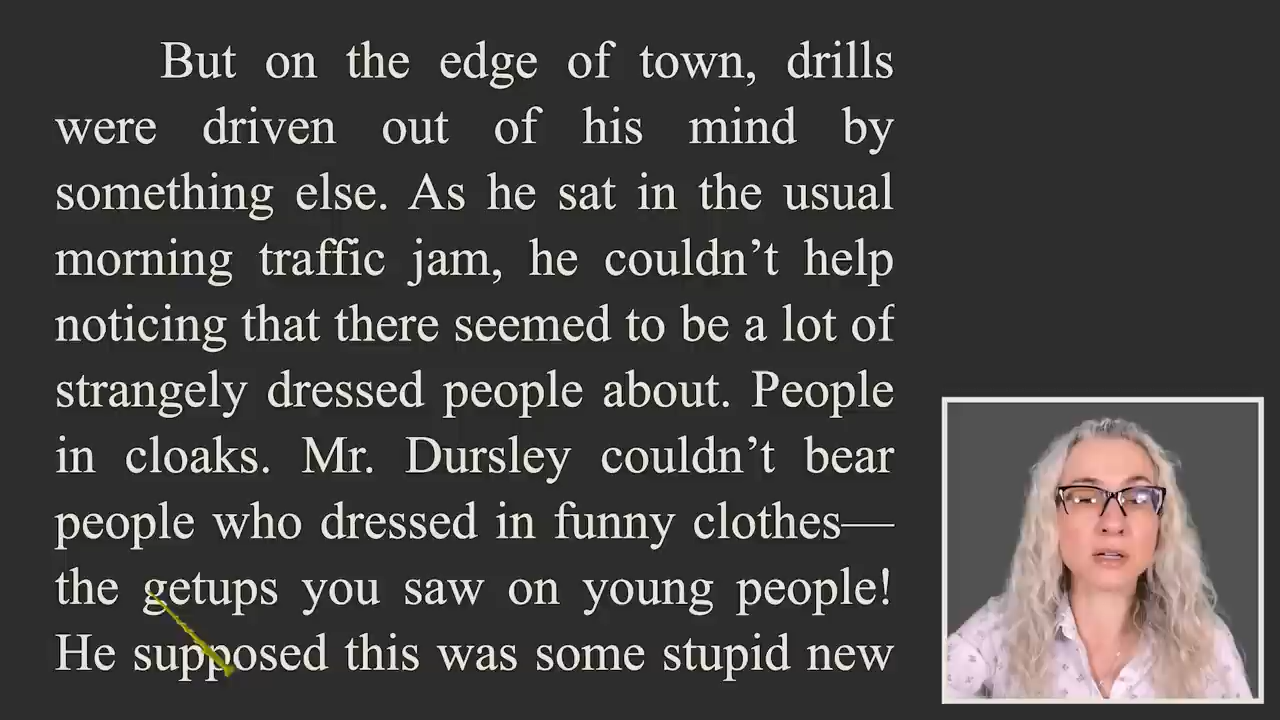 But on the edge of town, drills
were driven out of his mind by
something else. As he sat in the usual
morning traffic jam, he couldn’t help
noticing that there seemed to be a lot of
strangely dressed people about. People
in cloaks. Mr. Dursley couldn’t bear
people who dressed in funny clothes—
the getups you saw on young people!
He supposed this was some stupid new